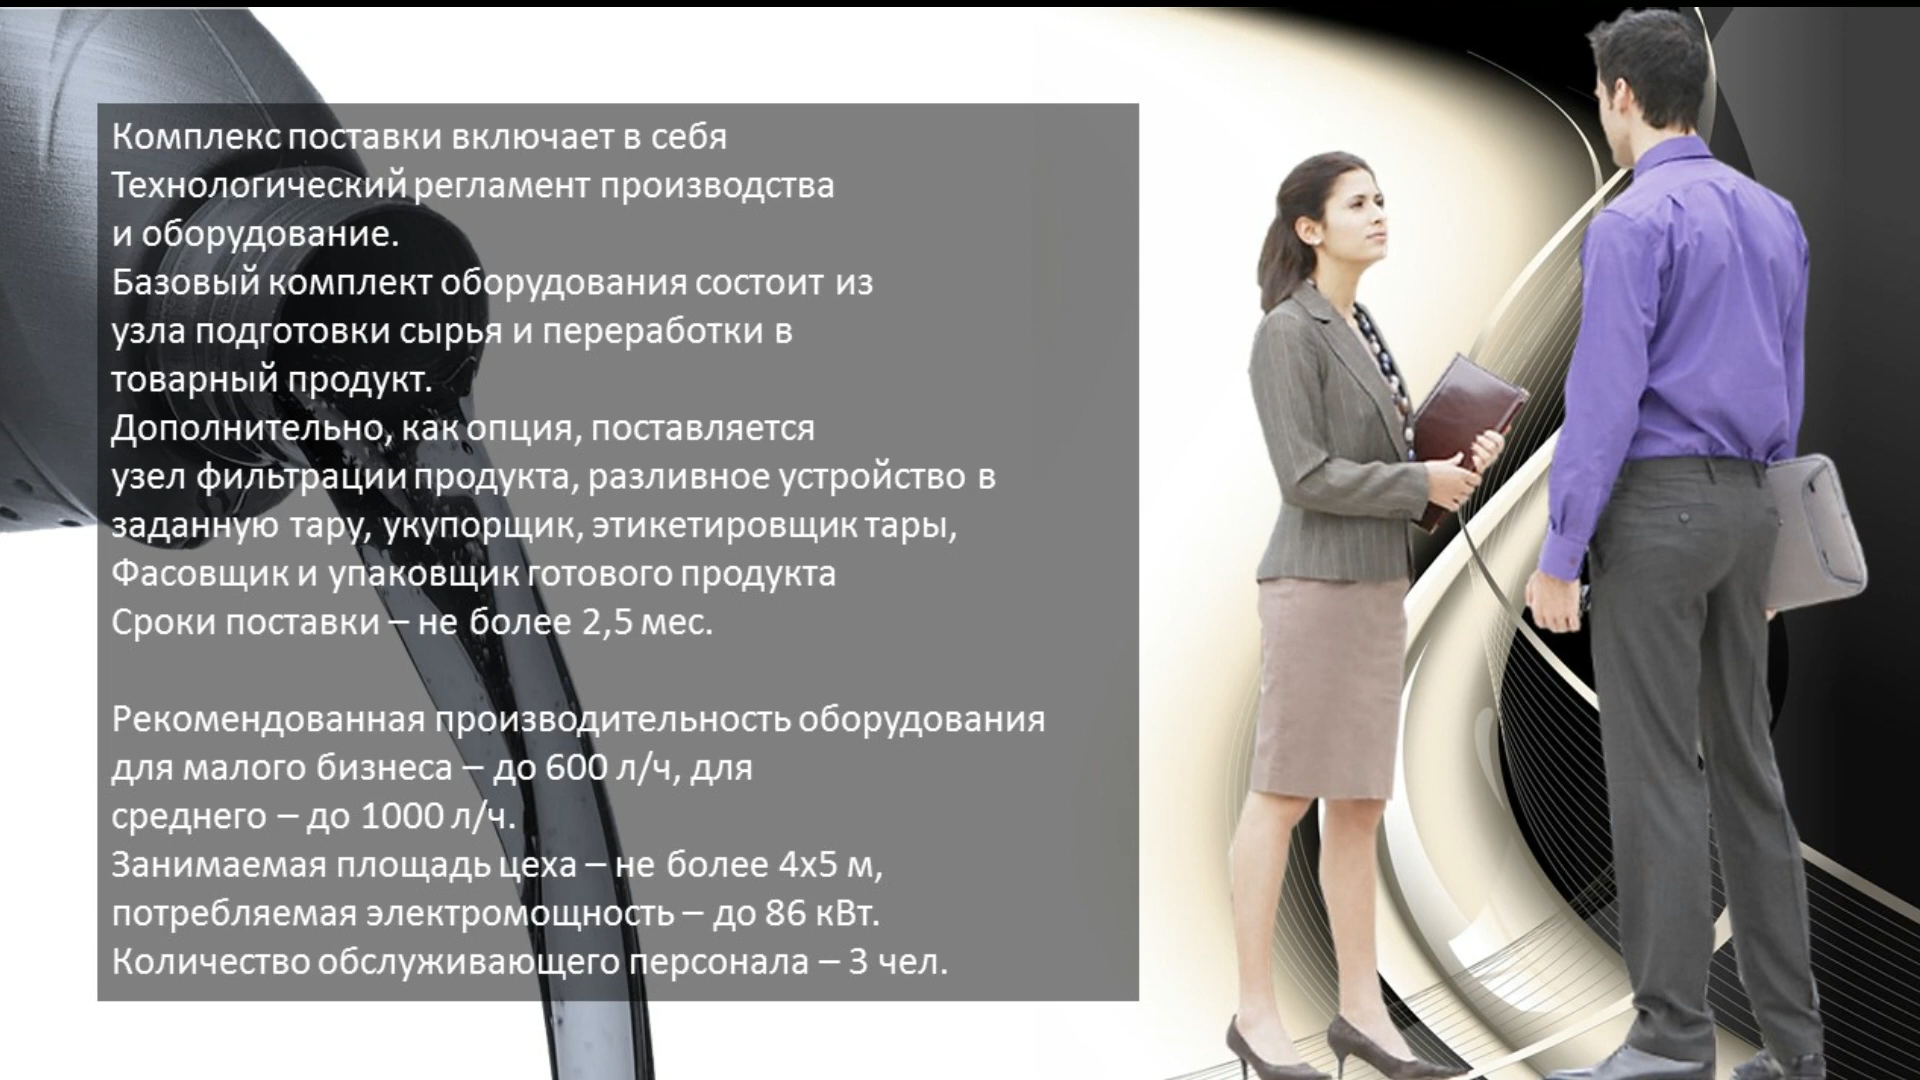 Комплекс поставки включает в себя
Технологический регламент производства
и оборудование.
Базовый комплект оборудования состоит из
узла подготовки сырья и переработки в
товарный продукт.
Дополнительно, как опция, поставляется
узел фильтрации продукта, разливное устройство в
заданную тару, укупорщик, этикетировщик тары,
Фасовщик и упаковщик готового продукта
Сроки поставки – не более 2,5 мес.
Рекомендованная производительность оборудования
для малого бизнеса – до 600 л/ч, для
среднего – до 1000 л/ч.
Занимаемая площадь цеха – не более 4х5 м,
потребляемая электромощность – до 86 кВт.
Количество обслуживающего персонала – 3 чел.